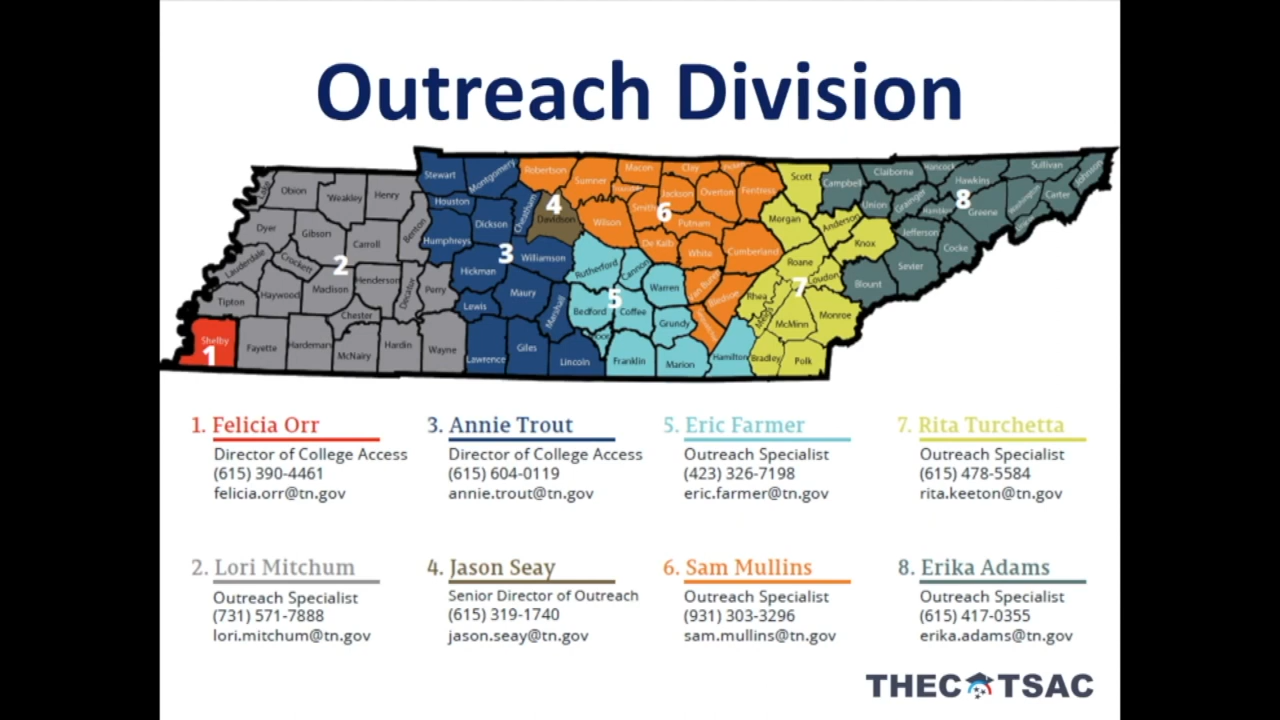 Outreach Division
Lake Obion Weakley Henry Stewart Montgomery Robertson Sumner Macon Clay Scott Campbell Claiborne Hancock Hawkins Sullivan Johnson
Houston Cheatham Davidson Wilson Smith Jackson Overton Fentress Union Grainger Greene Washington Carter
4 6 8
Dyer Gibson Carroll Benton Humphreys Dickson Williamson Putnam Morgan Anderson Knox Jefferson Cocke
Lauderdale Crockett Madison Henderson Decatur Perry Hickman Maury Rutherford Cannon De Kalb White Cumberland Roane Loudon Blount Sevier
2 3 5 7
Tipton Haywood Chester Lewis Marshall Bedford Coffee Warren Grundy Van Buren Bledsoe Rhea Meigs McMinn Monroe
Shelby Fayette Hardeman McNairy Hardin Wayne Lawrence Giles Lincoln Franklin Marion Hamilton Bradley Polk
1
1. Felicia Orr
Director of College Access
(615) 390-4461
felicia.orr@tn.gov
3. Annie Trout
Director of College Access
(615) 604-0119
annie.trout@tn.gov
5. Eric Farmer
Outreach Specialist
(423) 326-7198
eric.farmer@tn.gov
7. Rita Turchetta
Outreach Specialist
(615) 478-5584
rita.keeton@tn.gov
2. Lori Mitchum
Outreach Specialist
(731) 571-7888
lori.mitchum@tn.gov
4. Jason Seay
Senior Director of Outreach
(615) 319-1740
jason.seay@tn.gov
6. Sam Mullins
Outreach Specialist
(931) 303-3296
sam.mullins@tn.gov
8. Erika Adams
Outreach Specialist
(615) 417-0355
erika.adams@tn.gov
THEC TSAC